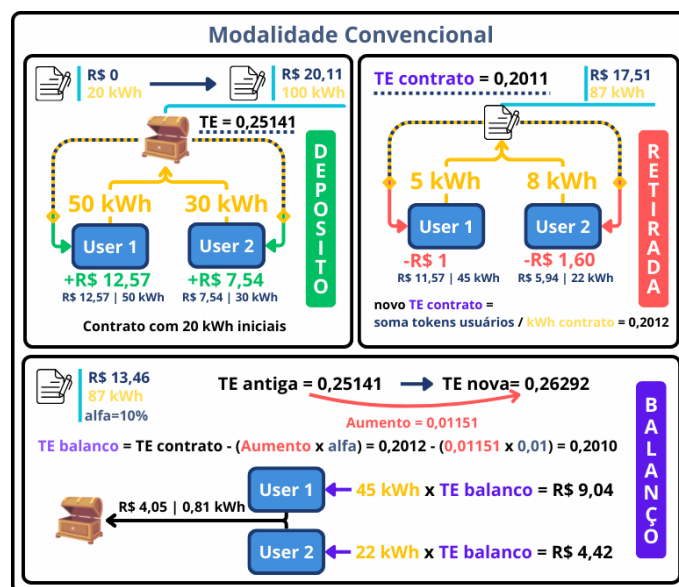 Modalidade Convencional
R$ 0
20 kWh
R$ 20,11
100 kWh
TE = 0,25141
50 kWh
30 kWh
User 1
User 2
+R$ 12,57
+R$ 7,54
R$ 12,57 | 50 kWh
R$ 7,54 | 30 kWh
Contrato com 20 kWh iniciais
DEPOSITO
TE contrato = 0,2011
R$ 17,51
87 kWh
5 kWh
8 kWh
User 1
User 2
-R$ 1
-R$ 1,60
R$ 11,57 | 45 kWh
R$ 5,94 | 22 kWh
novo TE contrato =
soma tokens usuários / kWh contrato = 0,2012
RETIRADA
R$ 13,46
87 kWh
alfa=10%
TE antiga = 0,25141
TE nova= 0,26292
Aumento = 0,01151
TE balanco = TE contrato - (Aumento x alfa) = 0,2012 - (0,01151 x 0,01) = 0,2010
R$ 4,05 | 0,81 kWh
User 1
45 kWh x TE balanco = R$ 9,04
User 2
22 kWh x TE balanco = R$ 4,42
BALANÇO